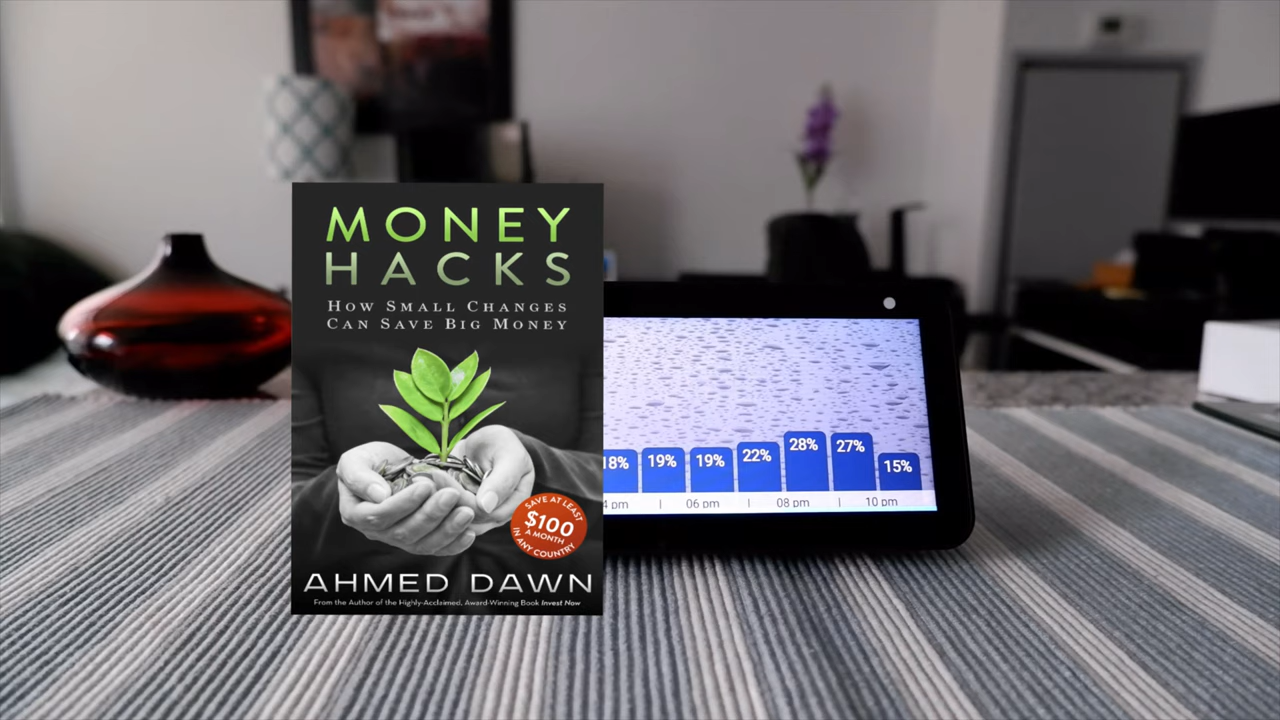 MONEY
HACKS
HOW SMALL CHANGES
CAN SAVE BIG MONEY
SAVE AT LEAST
$100
A MONTH
IN ANY COUNTRY
AHMED DAWN
From the Author of the Highly-Acclaimed, Award-Winning Book Invest Now
18% 19% 19% 22% 28% 27% 15%
pm | 06 pm | 08 pm | 10 pm